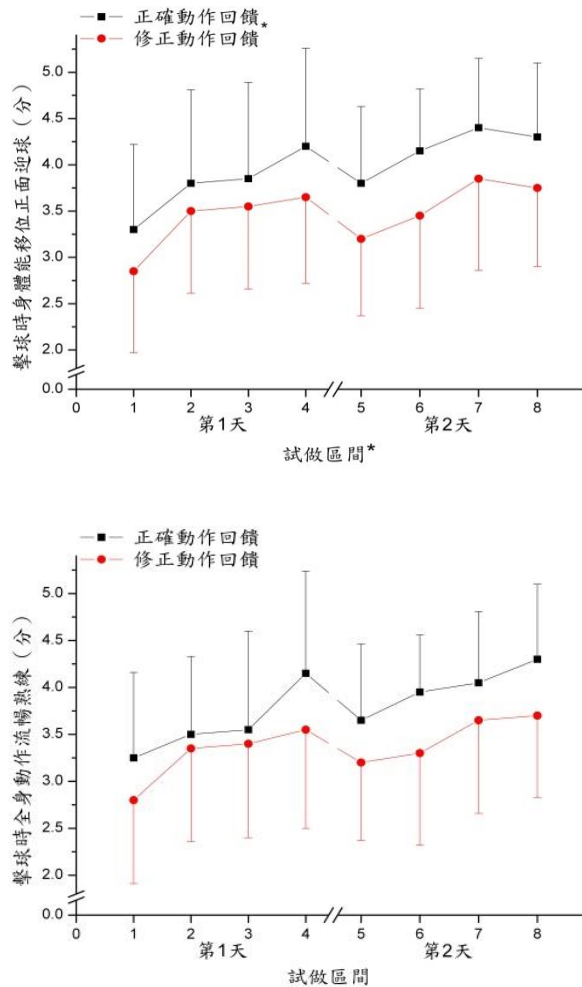 正確動作回饋*
修正動作回饋
擊球時身體能移位正面迎球（分）
5.0
4.5
4.0
3.5
3.0
2.5
2.0
0.0
0 1 2 3 4 5 6 7 8
第1天 第2天
試做區間*
正確動作回饋
修正動作回饋
擊球時全身動作流暢熟練（分）
5.0
4.5
4.0
3.5
3.0
2.5
2.0
0.0
0 1 2 3 4 5 6 7 8
第1天 第2天
試做區間